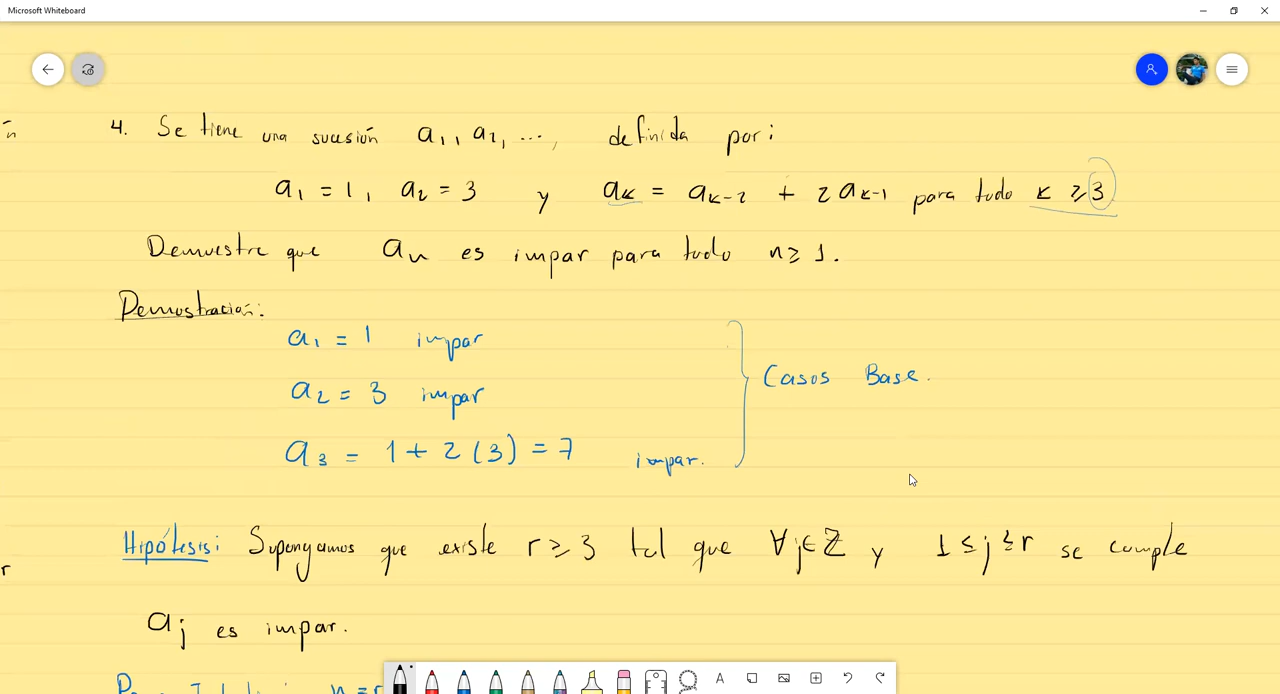 Microsoft Whiteboard
4. Se tiene una sucesión a₁, a₂, ..., definida por:
a₁ = 1, a₂ = 3 y aₖ = aₖ₋₂ + 2aₖ₋₁ para todo k ≥ 3
Demuestre que aₙ es impar para todo n ≥ 1.
Demostración:
a₁ = 1 impar
a₂ = 3 impar
Casos Base.
a₃ = 1 + 2(3) = 7 impar.
Hipótesis: Supongamos que existe r ≥ 3 tal que ∀j∈ℤ y 1 ≤ j ≤ r se cumple
aⱼ es impar.